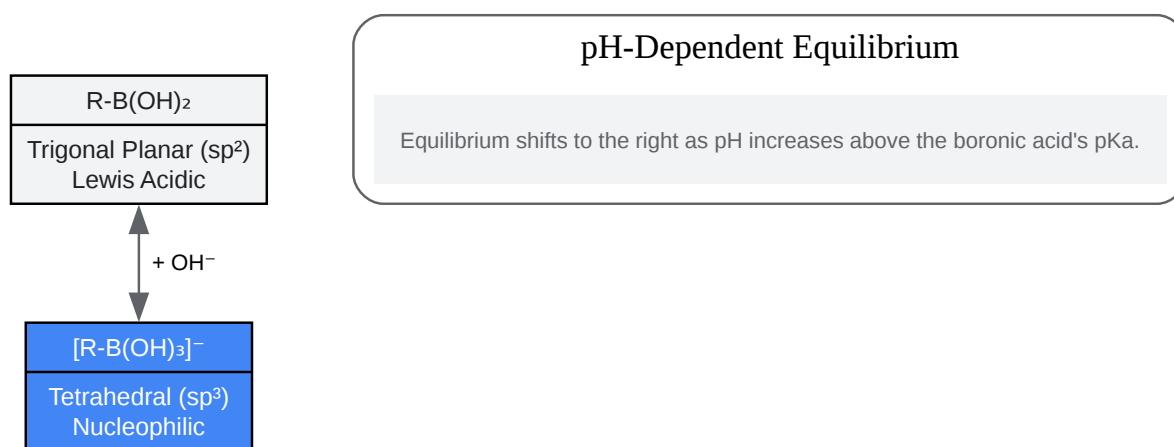 pH-Dependent Equilibrium
Equilibrium shifts to the right as pH increases above the boronic acid's pKa.
R-B(OH)₂
Trigonal Planar (sp²)
Lewis Acidic
+ OH⁻
[R-B(OH)₃]⁻
Tetrahedral (sp³)
Nucleophilic